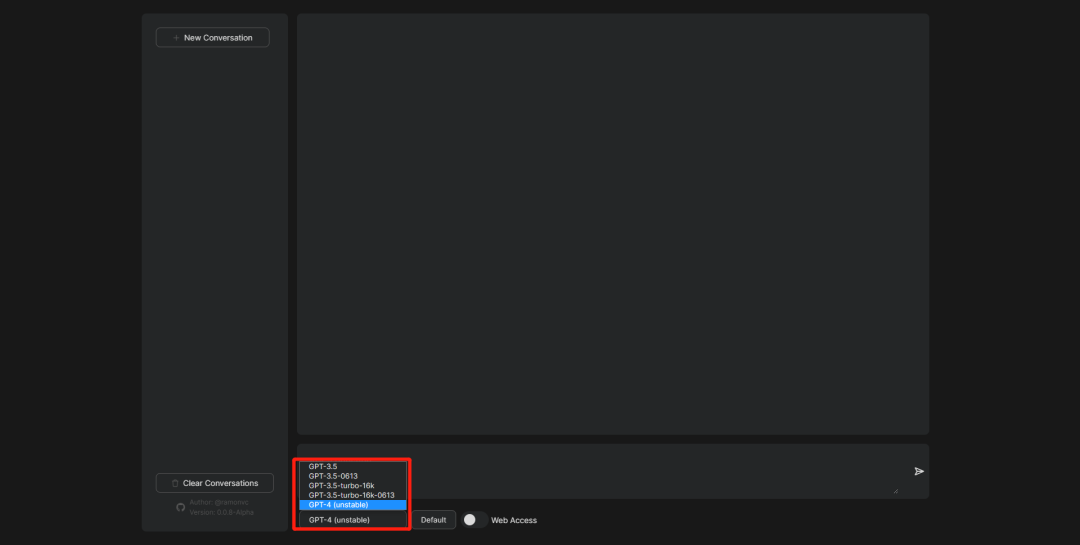 New Conversation
Clear Conversations
Author: @ramonvc
Version: 0.0.8-Alpha
GPT-3.5
GPT-3.5-0613
GPT-3.5-turbo-16k
GPT-3.5-turbo-16k-0613
GPT-4 (unstable)
GPT-4 (unstable)
Default
Web Access